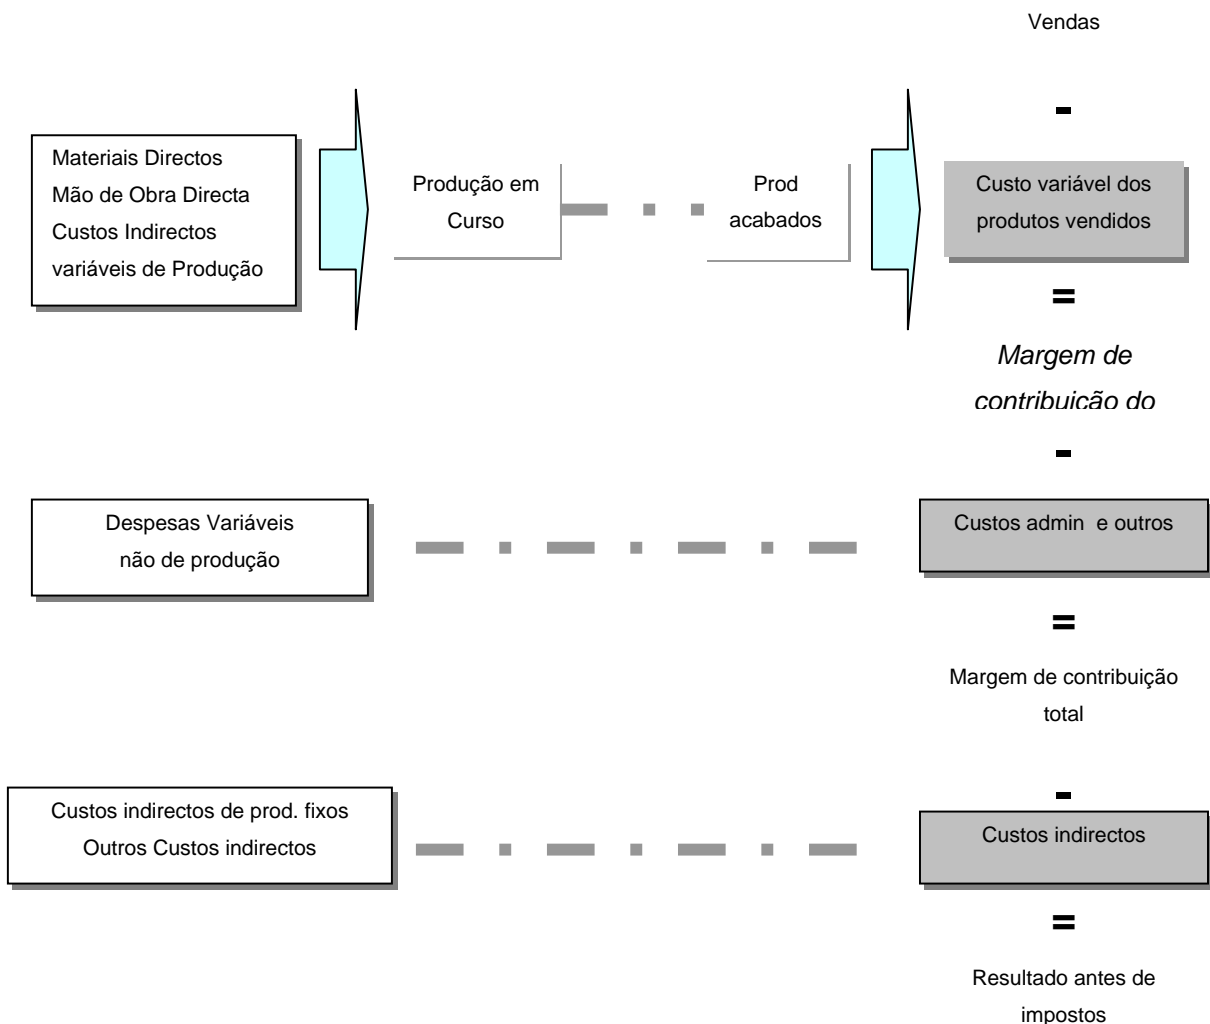 Vendas
-
Materiais Directos
Mão de Obra Directa
Custos Indirectos
variáveis de Produção
Produção em
Curso
Prod
acabados
Custo variável dos
produtos vendidos
=
Margem de
contribuição do
-
Despesas Variáveis
não de produção
Custos admin e outros
=
Margem de contribuição
total
-
Custos indirectos de prod. fixos
Outros Custos indirectos
Custos indirectos
=
Resultado antes de
impostos